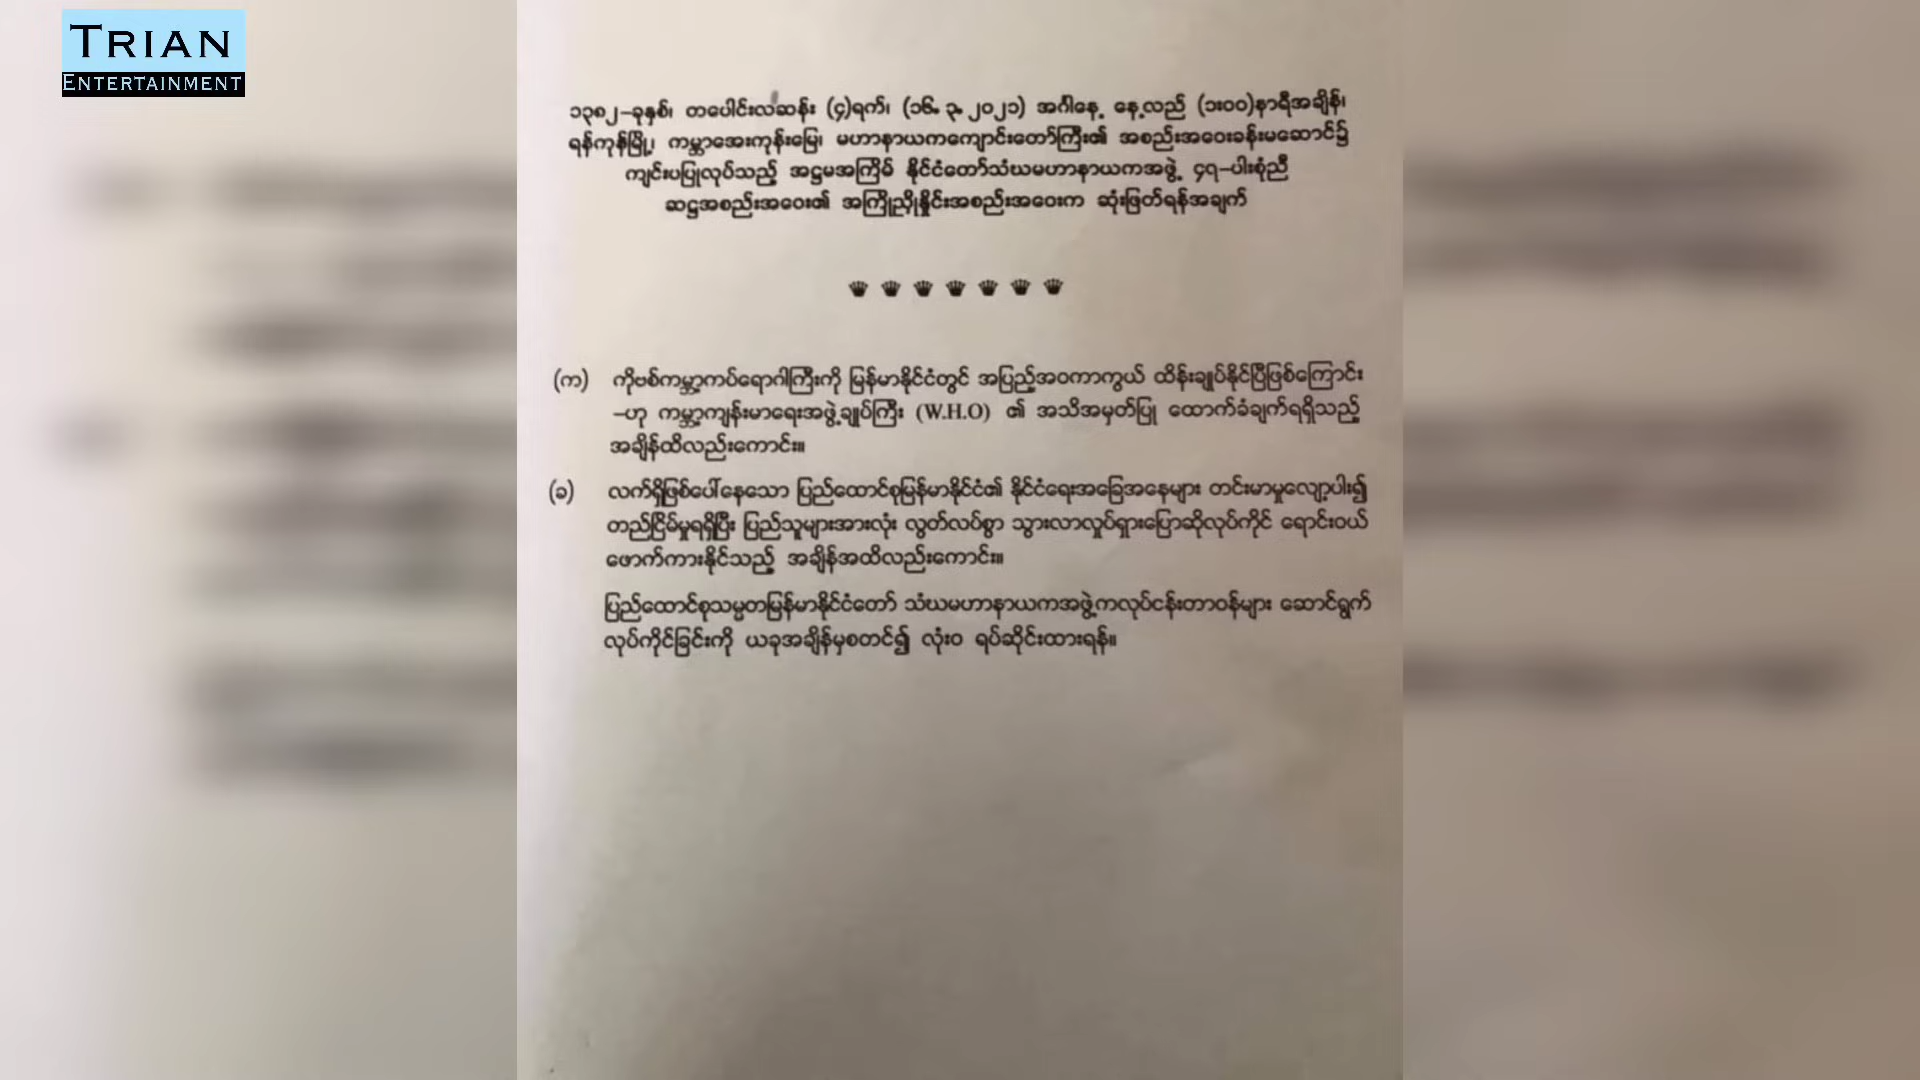 TRIAN
ENTERTAINMENT
၁၃၈၂-ခုနှစ်၊ တပေါင်းလဆန်း (၄)ရက်၊ (၁၆. ၃. ၂၀၂၁) အင်္ဂါနေ့ နေ့လည် (၁း၀၀)နာရီအချိန်၊
ရန်ကုန်မြို့၊ ကမ္ဘာအေးကုန်းမြေ၊ မဟာနာယကကျောင်းတော်ကြီး၏ အစည်းအဝေးခန်းမဆောင်၌
ကျင်းပပြုလုပ်သည့် အဋ္ဌမအကြိမ် နိုင်ငံတော်သံဃမဟာနာယကအဖွဲ့ ၄၇-ပါးစုံညီ
ဆဋ္ဌအစည်းအဝေး၏ အကြိုညှိုနှိုင်းအစည်းအဝေးက ဆုံးဖြတ်ရန်အချက်
(က) ကိုဗစ်ကမ္ဘာ့ကပ်ရောဂါကြီးကို မြန်မာနိုင်ငံတွင် အပြည့်အဝကာကွယ် ထိန်းချုပ်နိုင်ပြီဖြစ်ကြောင်း
-ဟု ကမ္ဘာ့ကျန်းမာရေးအဖွဲ့ချုပ်ကြီး (W.H.O) ၏ အသိအမှတ်ပြု ထောက်ခံချက်ရရှိသည့်
အချိန်ထိလည်းကောင်း။
(ခ) လက်ရှိဖြစ်ပေါ်နေသော ပြည်ထောင်စုမြန်မာနိုင်ငံ၏ နိုင်ငံရေးအခြေအနေများ တင်းမာမှုလျော့ပါး၍
တည်ငြိမ်မှုရရှိပြီး ပြည်သူများအားလုံး လွတ်လပ်စွာ သွားလာလှုပ်ရှားပြောဆိုလုပ်ကိုင် ရောင်းဝယ်
ဖောက်ကားနိုင်သည့် အချိန်အထိလည်းကောင်း။
ပြည်ထောင်စုသမ္မတမြန်မာနိုင်ငံတော် သံဃမဟာနာယကအဖွဲ့ကလုပ်ငန်းတာဝန်များ ဆောင်ရွက်
လုပ်ကိုင်ခြင်းကို ယခုအချိန်မှစတင်၍ လုံးဝ ရပ်ဆိုင်းထားရန်။